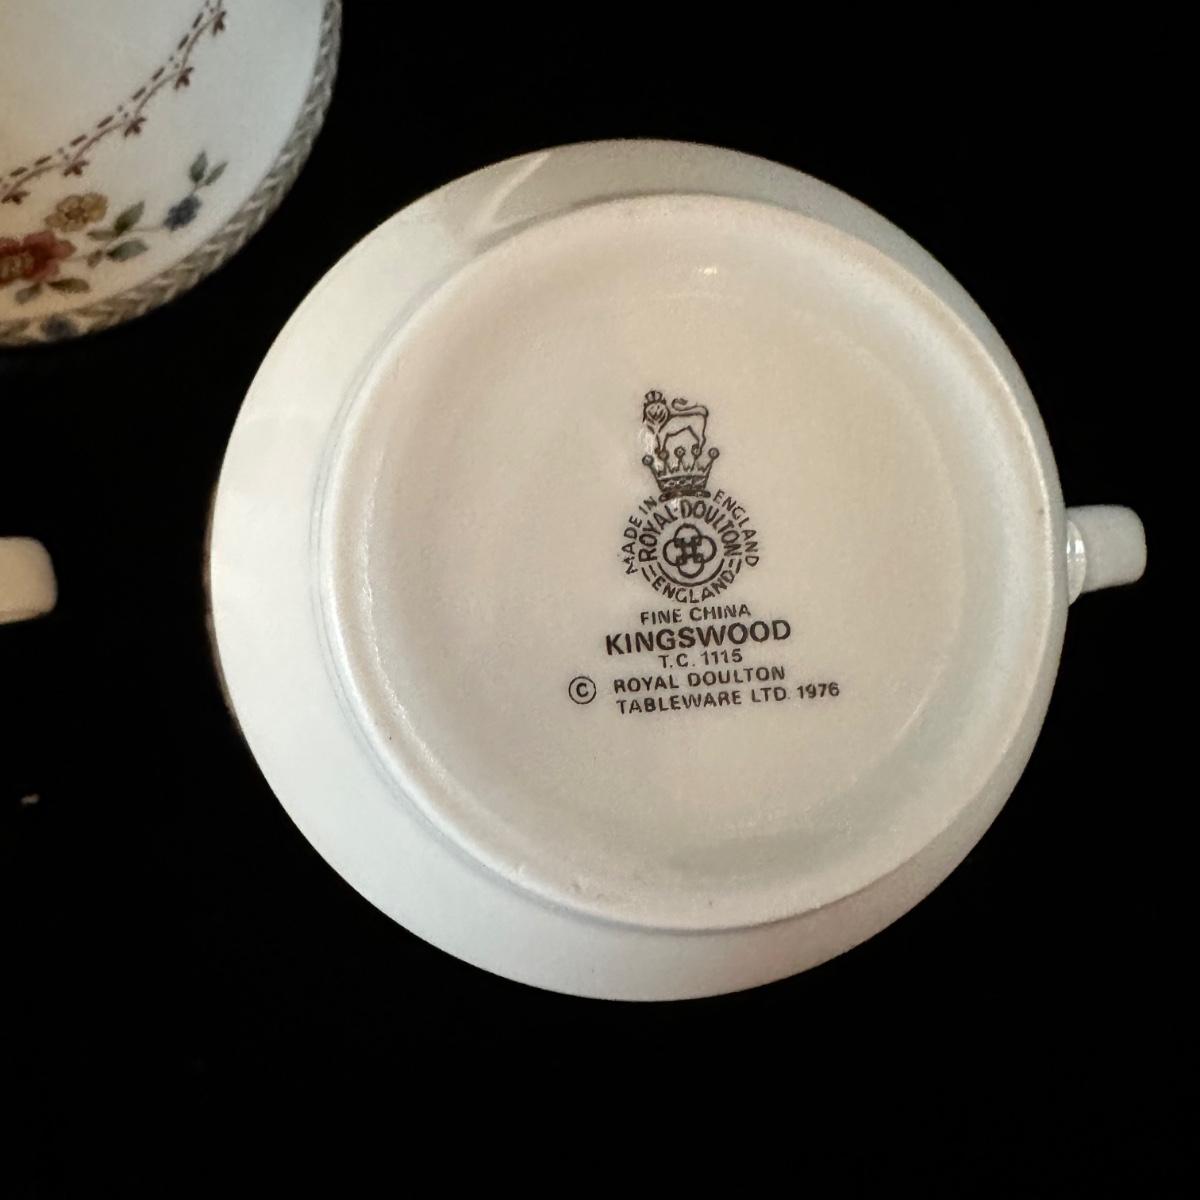 MADE IN ENGLAND
ROYAL DOULTON
ENGLAND
FINE CHINA
KINGSWOOD
T.C. 1115
© ROYAL DOULTON
TABLEWARE LTD. 1976